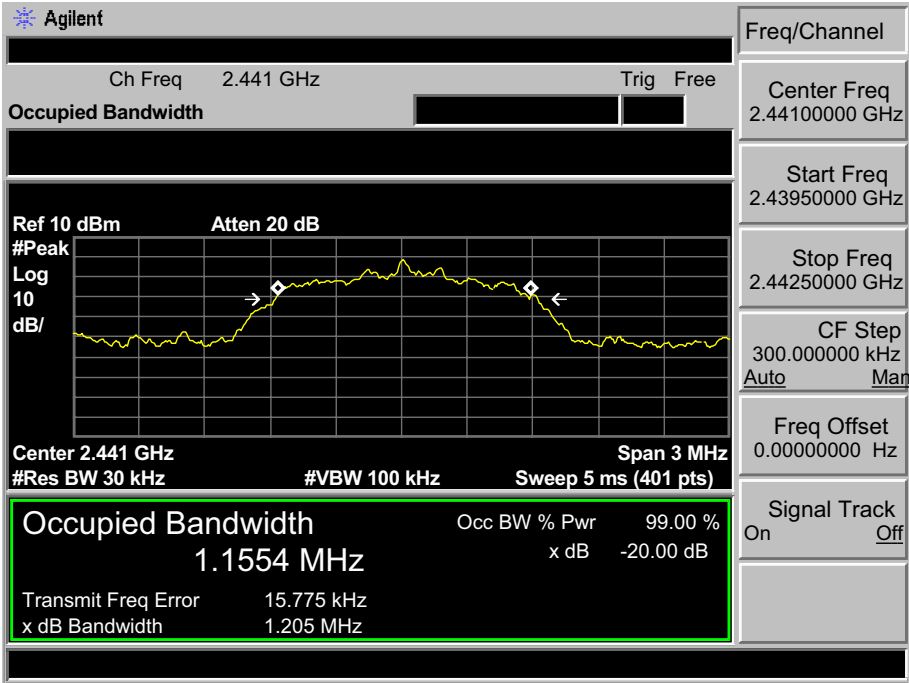 Agilent
Freq/Channel
Ch Freq 2.441 GHz Trig Free
Occupied Bandwidth
Center Freq
2.44100000 GHz
Start Freq
2.43950000 GHz
Stop Freq
2.44250000 GHz
CF Step
300.000000 kHz
Auto Man
Freq Offset
0.00000000 Hz
Signal Track
On Off
Ref 10 dBm Atten 20 dB
#Peak
Log
10
dB/
Center 2.441 GHz Span 3 MHz
#Res BW 30 kHz #VBW 100 kHz Sweep 5 ms (401 pts)
Occupied Bandwidth Occ BW % Pwr 99.00 %
1.1554 MHz x dB -20.00 dB
Transmit Freq Error 15.775 kHz
x dB Bandwidth 1.205 MHz